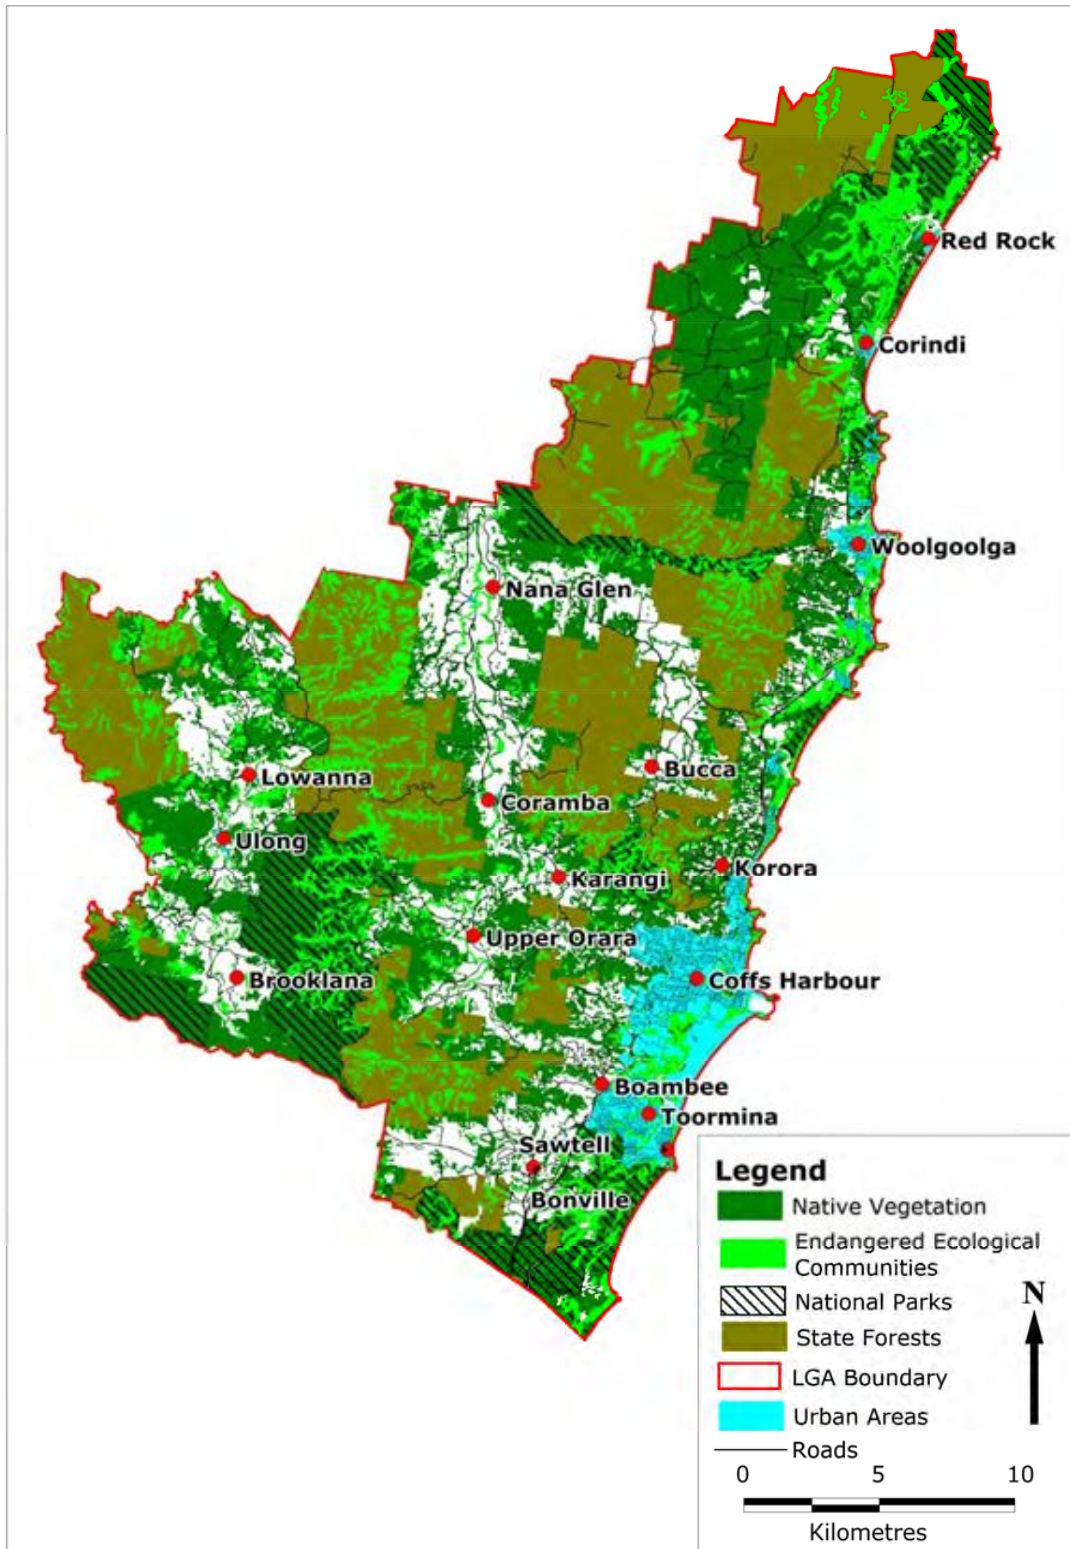 Red Rock
Corindi
Woolgoolga
Nana Glen
Bucca
Lowanna
Coramba
Ulong
Korora
Karangi
Upper Orara
Brooklana
Coffs Harbour
Boambee
Toormina
Sawtell
Bonville
Legend
Native Vegetation
Endangered Ecological
Communities
National Parks
State Forests
LGA Boundary
Urban Areas
Roads
N
0 5 10
Kilometres